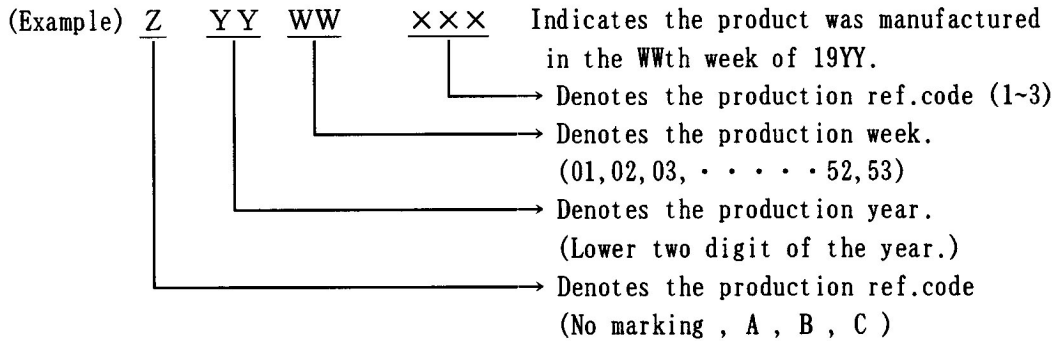 (Example) Z YY WW ××× Indicates the product was manufactured
in the WWth week of 19YY.
Denotes the production ref.code (1~3)
Denotes the production week.
(01,02,03, ・ ・ ・ ・ ・ 52,53)
Denotes the production year.
(Lower two digit of the year.)
Denotes the production ref.code
(No marking , A , B , C )